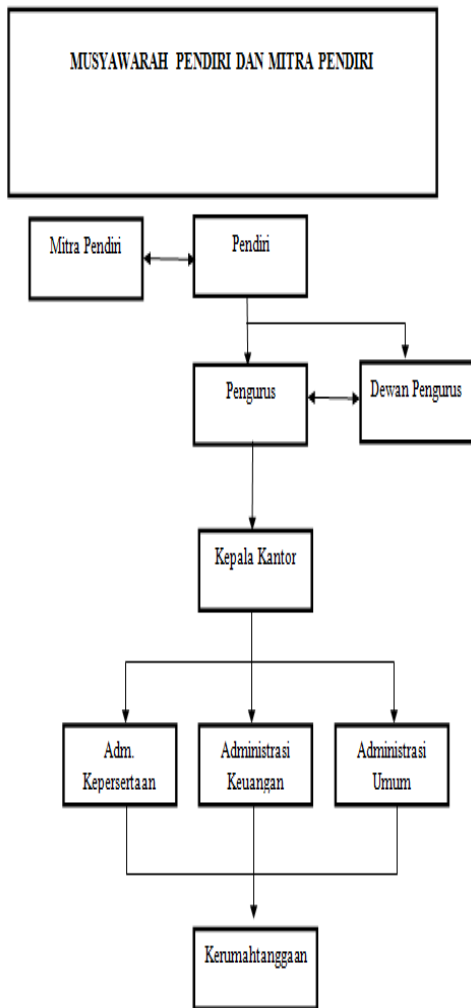 MUSYAWARAH PENDIRI DAN MITRA PENDIRI
Mitra Pendiri
Pendiri
Pengurus
Dewan Pengurus
Kepala Kantor
Adm.
Kepersertaan
Administrasi
Keuangan
Administrasi
Umum
Kerumahtanggaan